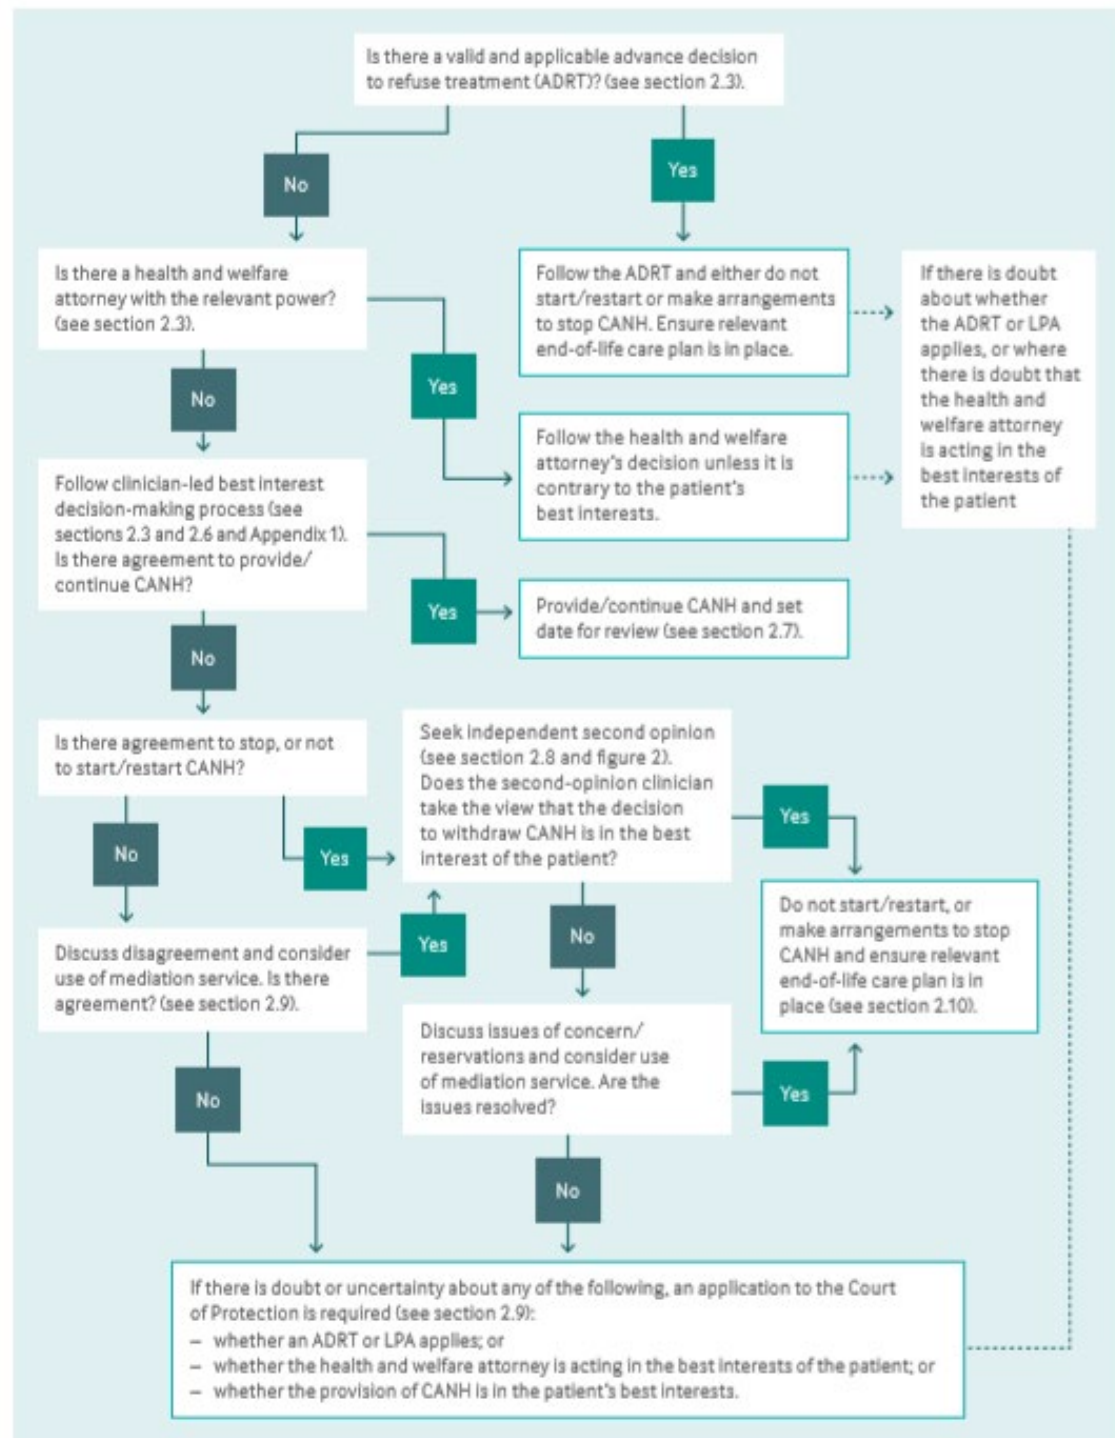 Is there a valid and applicable advance decision
to refuse treatment (ADRT)? (see section 2.3).
No
Yes
Is there a health and welfare
attorney with the relevant power?
(see section 2.3).
Yes
Follow the ADRT and either do not
start/restart or make arrangements
to stop CANH. Ensure relevant
end-of-life care plan is in place.
If there is doubt
about whether
the ADRT or LPA
applies, or where
there is doubt that
the health and
welfare attorney
is acting in the
best interests of
the patient
No
Follow the health and welfare
attorney's decision unless it is
contrary to the patient's
best interests.
Follow clinician-led best interest
decision-making process (see
sections 2.3 and 2.6 and Appendix 1).
Is there agreement to provide/
continue CANH?
Yes
Provide/continue CANH and set
date for review (see section 2.7).
No
Is there agreement to stop, or not
to start/restart CANH?
Seek independent second opinion
(see section 2.8 and figure 2).
Does the second-opinion clinician
take the view that the decision
to withdraw CANH is in the best
interest of the patient?
Yes
No
Yes
Discuss disagreement and consider
use of mediation service. Is there
agreement? (see section 2.9).
Yes
No
Do not start/restart, or
make arrangements to stop
CANH and ensure relevant
end-of-life care plan is in
place (see section 2.10).
Discuss issues of concern/
reservations and consider use
of mediation service. Are the
issues resolved?
Yes
No
No
If there is doubt or uncertainty about any of the following, an application to the Court
of Protection is required (see section 2.9):
– whether an ADRT or LPA applies; or
– whether the health and welfare attorney is acting in the best interests of the patient; or
– whether the provision of CANH is in the patient's best interests.